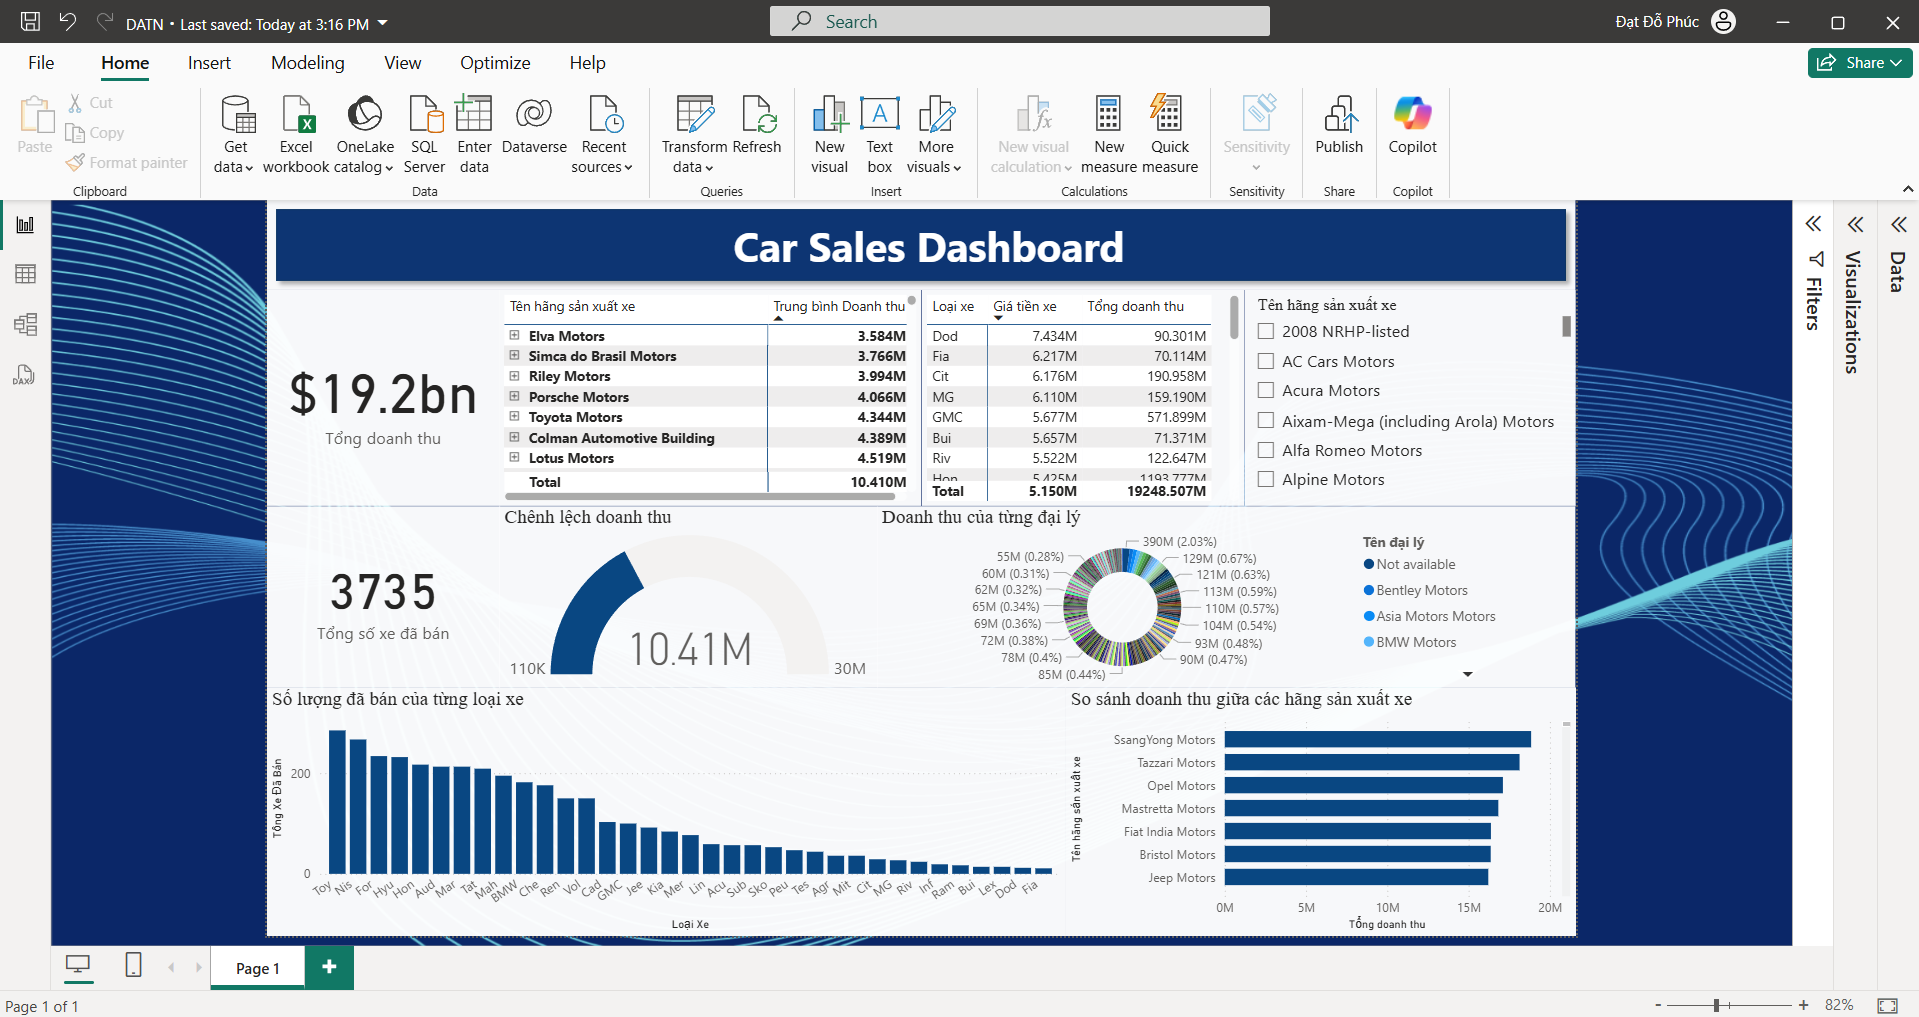 DATN • Last saved: Today at 3:16 PM
Search
Đạt Đỗ Phúc
File
Home
Insert
Modeling
View
Optimize
Help
Share
Paste
Cut
Copy
Format painter
Clipboard
Get data
Excel workbook
OneLake catalog
SQL Server
Enter data
Dataverse
Recent sources
Data
Transform data
Refresh
Queries
New visual
Text box
More visuals
Insert
New visual calculation
New measure
Quick measure
Calculations
Sensitivity
Sensitivity
Publish
Share
Copilot
Copilot
Car Sales Dashboard
$19.2bn
Tổng doanh thu
Tên hãng sản xuất xe Trung bình Doanh thu
Elva Motors 3.584M
Simca do Brasil Motors 3.766M
Riley Motors 3.994M
Porsche Motors 4.066M
Toyota Motors 4.344M
Colman Automotive Building 4.389M
Lotus Motors 4.519M
Total 10.410M
Loại xe Giá tiền xe Tổng doanh thu
Dod 7.434M 90.301M
Fia 6.217M 70.114M
Cit 6.176M 190.958M
MG 6.110M 159.190M
GMC 5.677M 571.899M
Bui 5.657M 71.371M
Riv 5.522M 122.647M
Hon 5.425M 1193.777M
Total 5.150M 19248.507M
Tên hãng sản xuất xe
2008 NRHP-listed
AC Cars Motors
Acura Motors
Aixam-Mega (including Arola) Motors
Alfa Romeo Motors
Alpine Motors
3735
Tổng số xe đã bán
Chênh lệch doanh thu
10.41M
110K
30M
Doanh thu của từng đại lý
390M (2.03%)
129M (0.67%)
121M (0.63%)
113M (0.59%)
110M (0.57%)
104M (0.54%)
93M (0.48%)
90M (0.47%)
85M (0.44%)
78M (0.4%)
72M (0.38%)
69M (0.36%)
65M (0.34%)
62M (0.32%)
60M (0.31%)
55M (0.28%)
Tên đại lý
Not available
Bentley Motors
Asia Motors Motors
BMW Motors
Số lượng đã bán của từng loại xe
Tổng Xe Đã Bán
200
0
Toy Nis For Hyu Hon Aud Mar Tat Mah BMW Che Ren Vol Cad GMC Jee Kia Mer Lin Acu Sub Sko Peu Tes Agr Mit Cit MG Riv Inf Ram Bui Lex Dod Fia
Loại Xe
So sánh doanh thu giữa các hãng sản xuất xe
Tên hãng sản xuất xe
SsangYong Motors
Tazzari Motors
Opel Motors
Mastretta Motors
Fiat India Motors
Bristol Motors
Jeep Motors
0M 5M 10M 15M 20M
Tổng doanh thu
Filters
Visualizations
Data
DAX
Page 1
Page 1 of 1
- + 82%